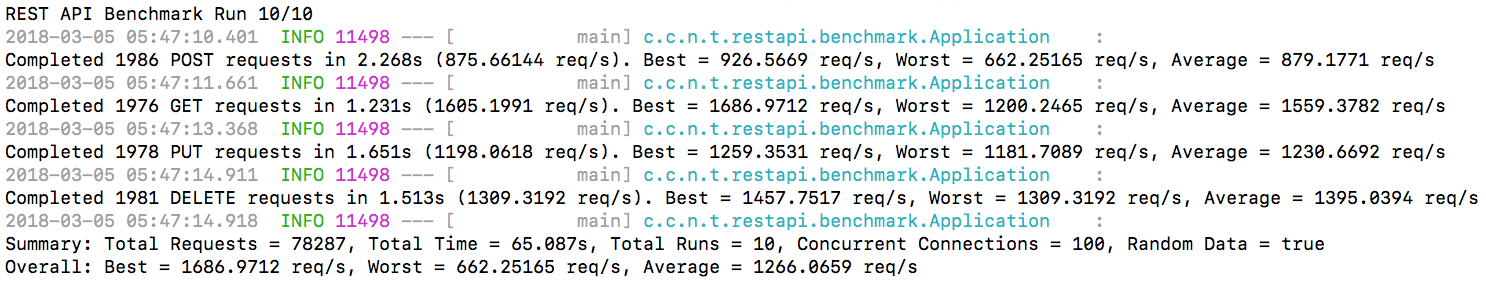 REST API Benchmark Run 10/10
2018-03-05 05:47:10.401  INFO 11498 --- [           main] c.c.n.t.restapi.benchmark.Application    :
Completed 1986 POST requests in 2.268s (875.66144 req/s). Best = 926.5669 req/s, Worst = 662.25165 req/s, Average = 879.1771 req/s
2018-03-05 05:47:11.661  INFO 11498 --- [           main] c.c.n.t.restapi.benchmark.Application    :
Completed 1976 GET requests in 1.231s (1605.1991 req/s). Best = 1686.9712 req/s, Worst = 1200.2465 req/s, Average = 1559.3782 req/s
2018-03-05 05:47:13.368  INFO 11498 --- [           main] c.c.n.t.restapi.benchmark.Application    :
Completed 1978 PUT requests in 1.651s (1198.0618 req/s). Best = 1259.3531 req/s, Worst = 1181.7089 req/s, Average = 1230.6692 req/s
2018-03-05 05:47:14.911  INFO 11498 --- [           main] c.c.n.t.restapi.benchmark.Application    :
Completed 1981 DELETE requests in 1.513s (1309.3192 req/s). Best = 1457.7517 req/s, Worst = 1309.3192 req/s, Average = 1395.0394 req/s
2018-03-05 05:47:14.918  INFO 11498 --- [           main] c.c.n.t.restapi.benchmark.Application    :
Summary: Total Requests = 78287, Total Time = 65.087s, Total Runs = 10, Concurrent Connections = 100, Random Data = true
Overall: Best = 1686.9712 req/s, Worst = 662.25165 req/s, Average = 1266.0659 req/s